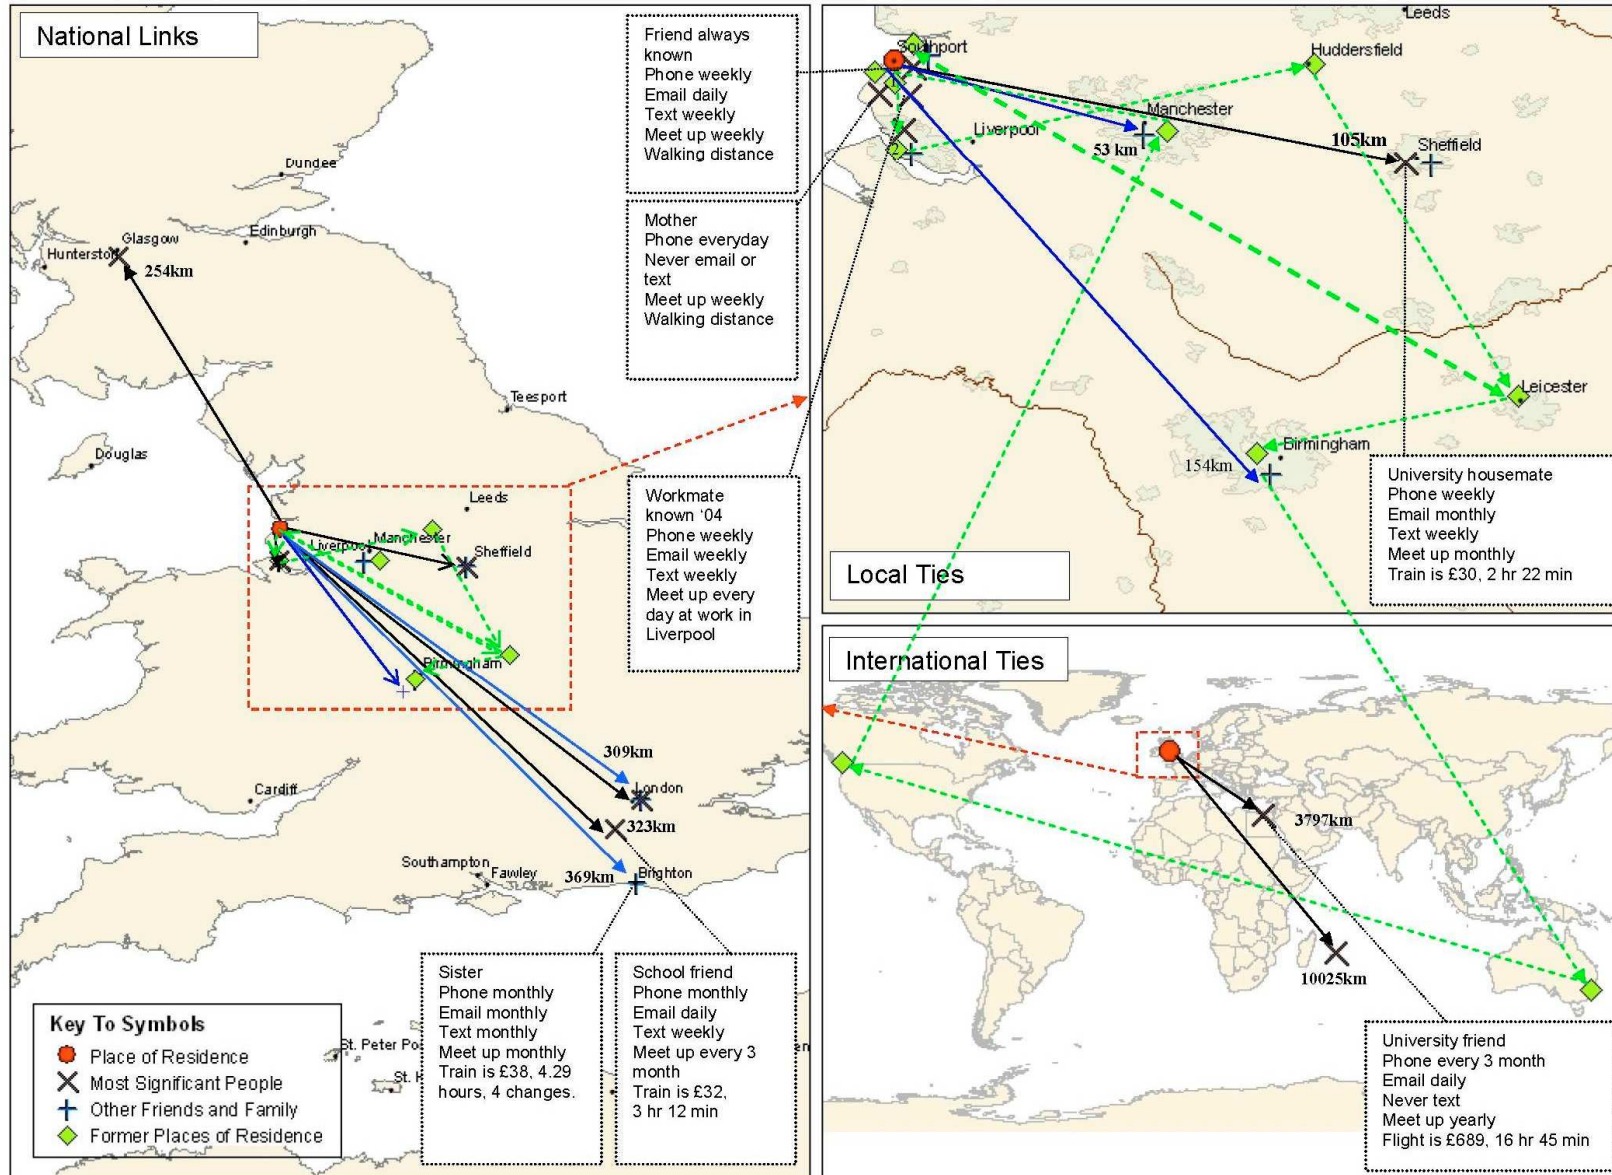 National Links
Dundee
Glasgow
Edinburgh
Hunterston
254km
Teesport
Douglas
Leeds
Liverpool
Manchester
Sheffield
Birmingham
309km
London
323km
Cardiff
Southampton
Fawley
369km
Brighton
St. Peter Po
St. H
en
Key To Symbols
Place of Residence
Most Significant People
Other Friends and Family
Former Places of Residence
Friend always
known
Phone weekly
Email daily
Text weekly
Meet up weekly
Walking distance
Mother
Phone everyday
Never email or
text
Meet up weekly
Walking distance
Workmate
known ‘04
Phone weekly
Email weekly
Text weekly
Meet up every
day at work in
Liverpool
Sister
Phone monthly
Email monthly
Text monthly
Meet up monthly
Train is £38, 4.29
hours, 4 changes.
School friend
Phone monthly
Email daily
Text weekly
Meet up every 3
month
Train is £32,
3 hr 12 min
Leeds
Southport
Huddersfield
1
Manchester
Liverpool
53 km
105km
Sheffield
2
Leicester
Birmingham
154km
Local Ties
University housemate
Phone weekly
Email monthly
Text weekly
Meet up monthly
Train is £30, 2 hr 22 min
International Ties
3797km
10025km
University friend
Phone every 3 month
Email daily
Never text
Meet up yearly
Flight is £689, 16 hr 45 min